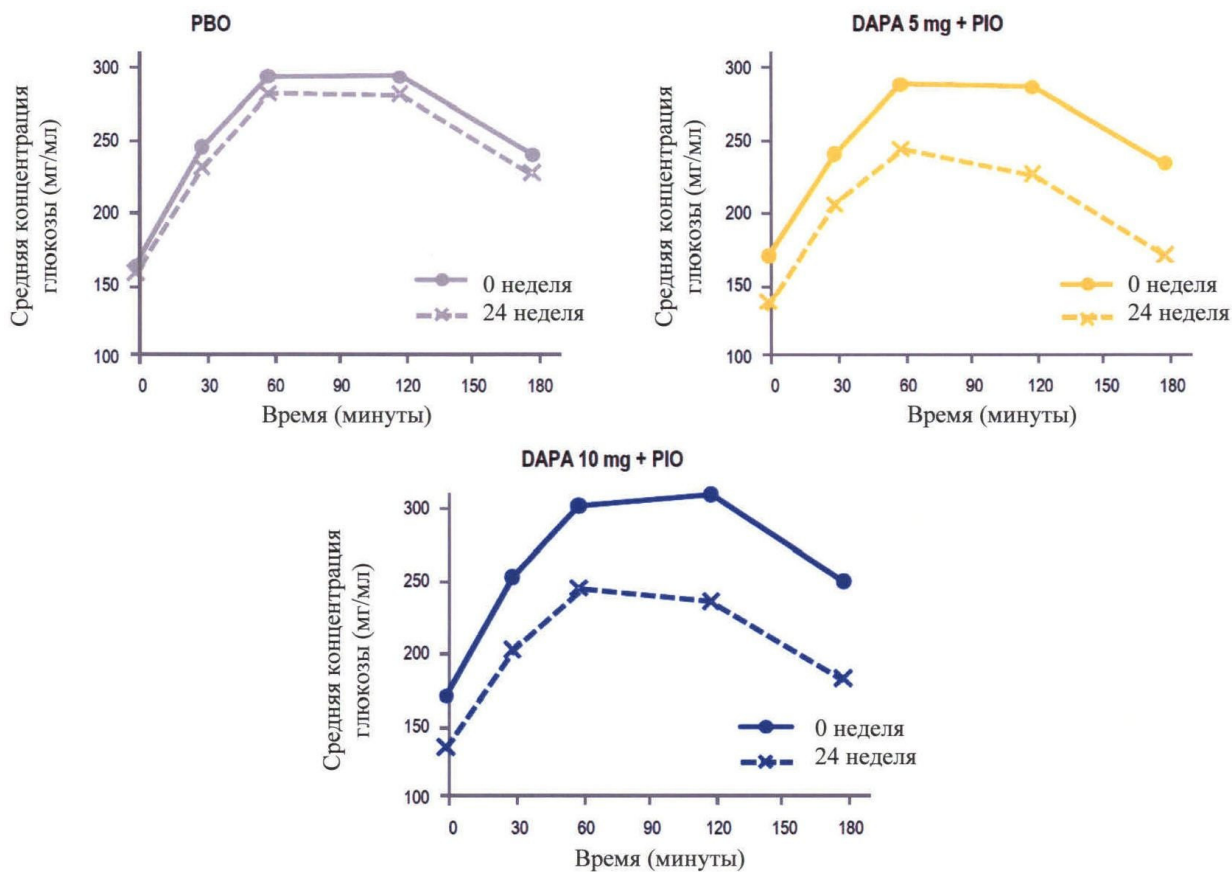 PBO
Средняя концентрация
глюкозы (мг/мл)
300
250
200
150
100
0 30 60 90 120 150 180
Время (минуты)
0 неделя
24 неделя
DAPA 5 mg + PIO
Средняя концентрация
глюкозы (мг/мл)
300
250
200
150
100
0 30 60 90 120 150 180
Время (минуты)
0 неделя
24 неделя
DAPA 10 mg + PIO
Средняя концентрация
глюкозы (мг/мл)
300
250
200
150
100
0 30 60 90 120 150 180
Время (минуты)
0 неделя
24 неделя